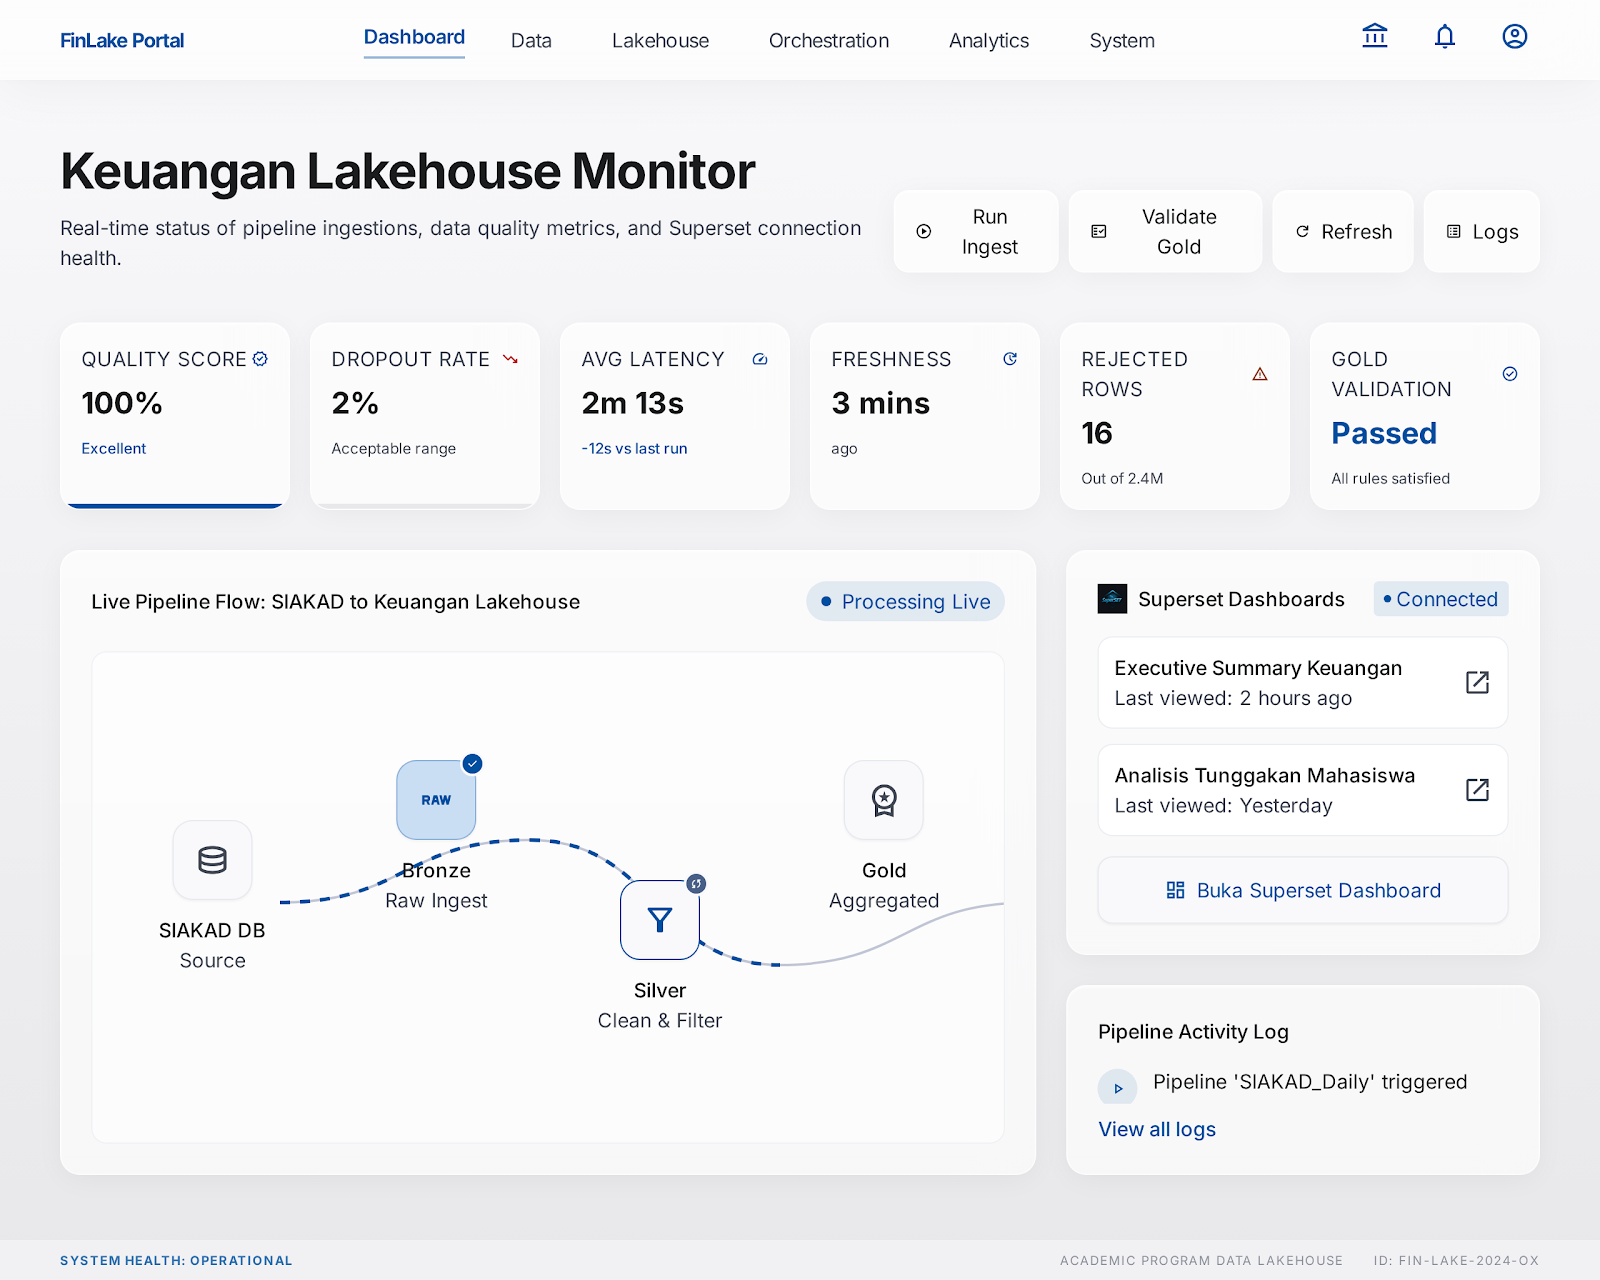 FinLake Portal
Dashboard
Data
Lakehouse
Orchestration
Analytics
System
Keuangan Lakehouse Monitor
Real-time status of pipeline ingestions, data quality metrics, and Superset connection
health.
Run
Ingest
Validate
Gold
Refresh
Logs
QUALITY SCORE
100%
Excellent
DROPOUT RATE
2%
Acceptable range
AVG LATENCY
2m 13s
-12s vs last run
FRESHNESS
3 mins
ago
REJECTED
ROWS
16
Out of 2.4M
GOLD
VALIDATION
Passed
All rules satisfied
Live Pipeline Flow: SIAKAD to Keuangan Lakehouse
Processing Live
SIAKAD DB
Source
RAW
Bronze
Raw Ingest
Silver
Clean & Filter
Gold
Aggregated
Superset Dashboards
Connected
Executive Summary Keuangan
Last viewed: 2 hours ago
Analisis Tunggakan Mahasiswa
Last viewed: Yesterday
Buka Superset Dashboard
Pipeline Activity Log
Pipeline 'SIAKAD_Daily' triggered
View all logs
SYSTEM HEALTH: OPERATIONAL
ACADEMIC PROGRAM DATA LAKEHOUSE
ID: FIN-LAKE-2024-OX